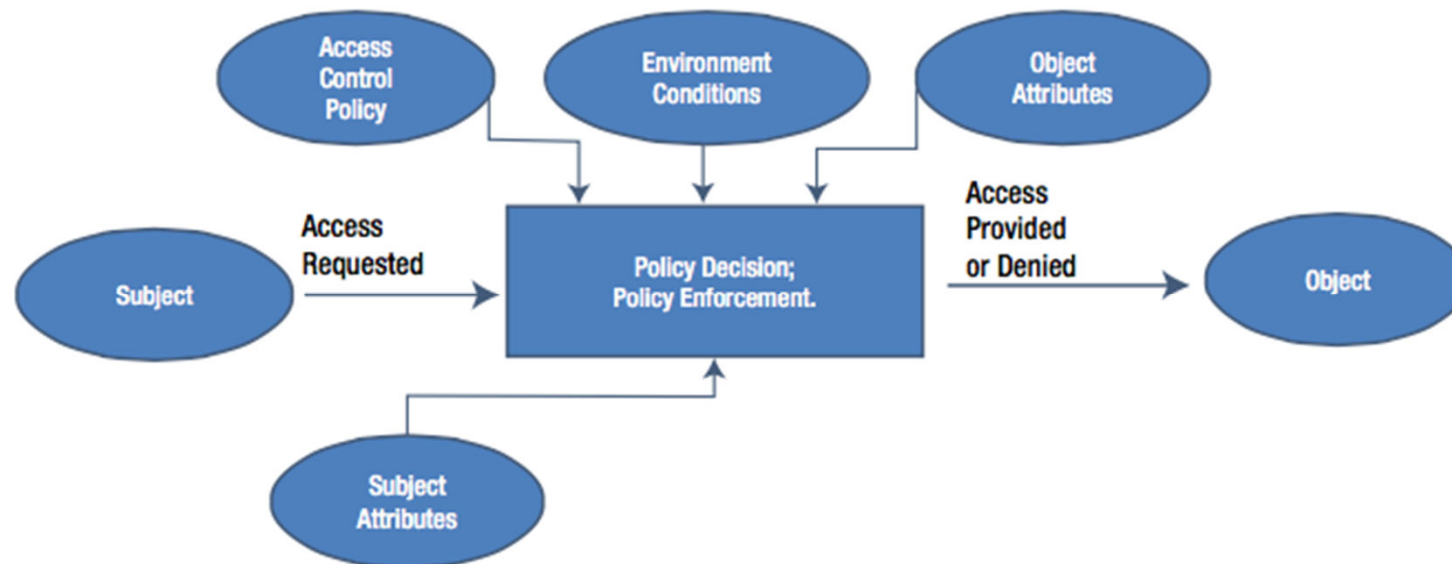 Access
Control
Policy
Environment
Conditions
Object
Attributes
Subject
Access
Requested
Policy Decision;
Policy Enforcement.
Access
Provided
or Denied
Object
Subject
Attributes